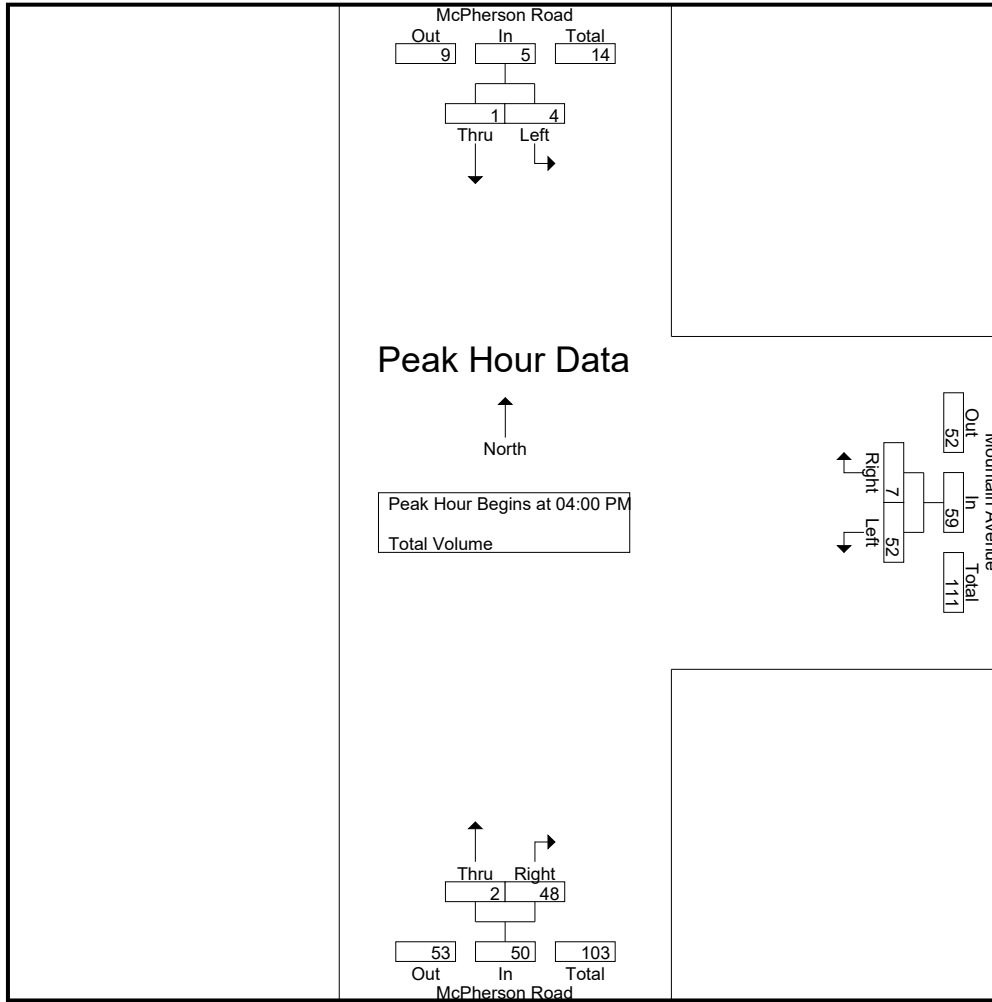 McPherson Road
Out In Total
9 5 14
1 4
Thru Left
Peak Hour Data
North
Peak Hour Begins at 04:00 PM
Total Volume
Mountain Avenue
Out In Total
52 59 111
7 52
Right Left
Thru Right
2 48
53 50 103
Out In Total
McPherson Road